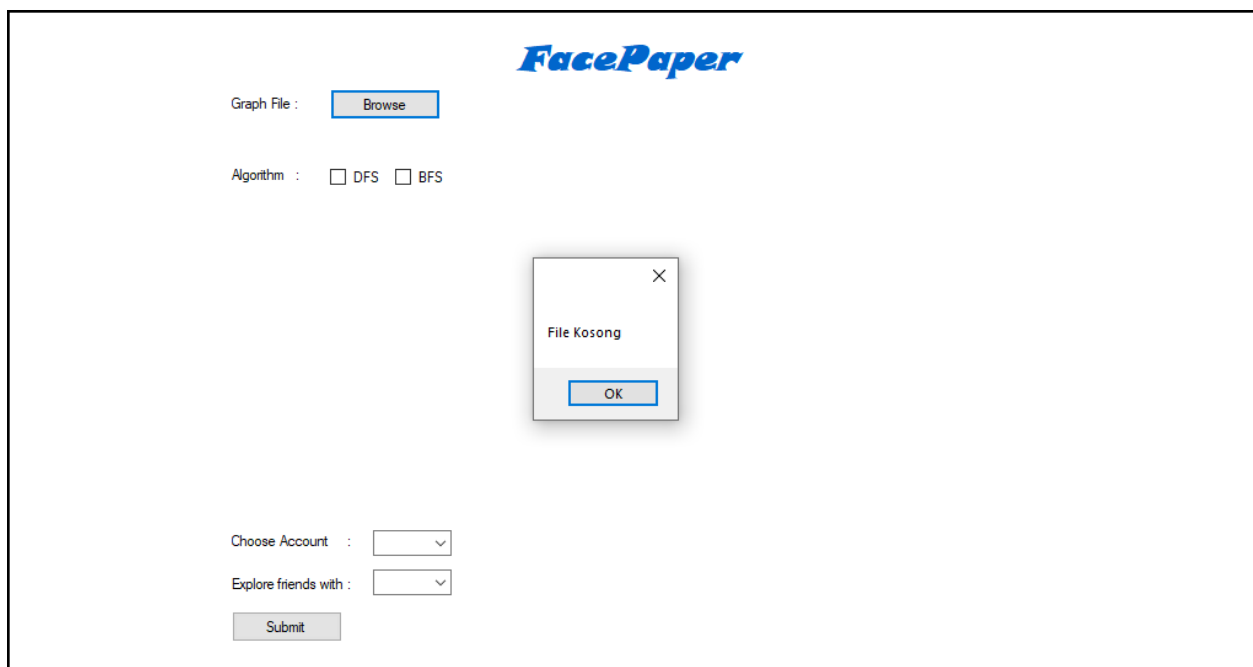 FacePaper
Graph File :
Browse
Algorithm :
DFS
BFS
File Kosong
OK
Choose Account :
Explore friends with :
Submit